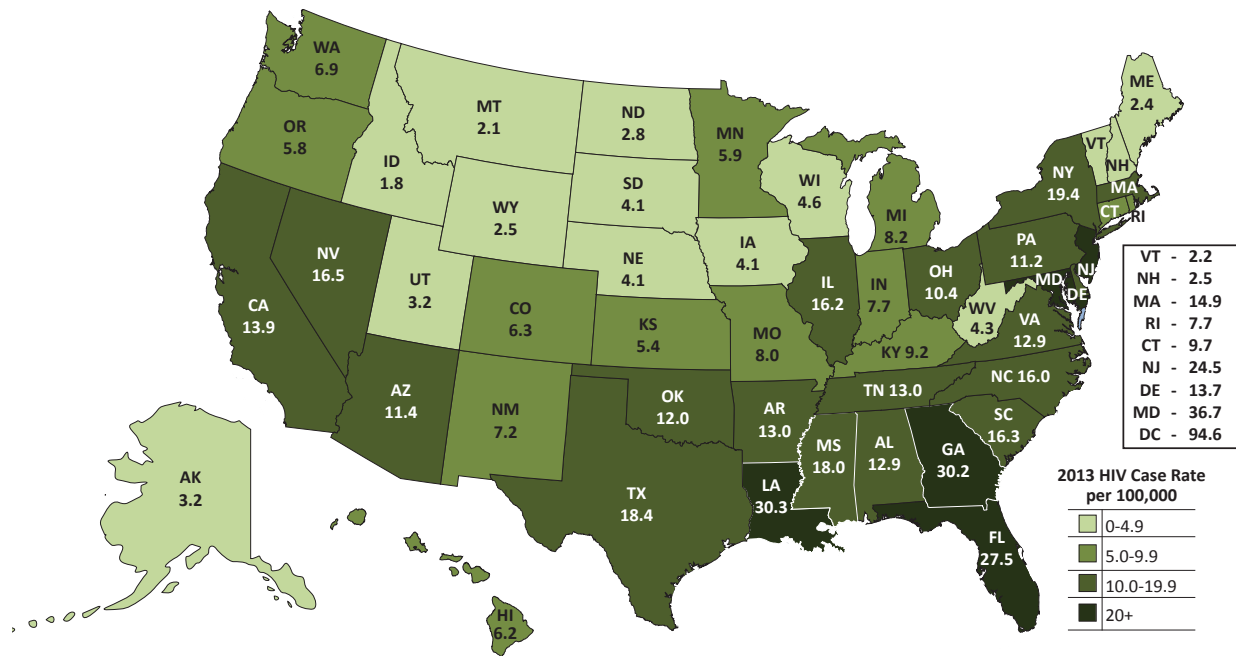 WA
6.9
OR
5.8
ID
1.8
MT
2.1
ND
2.8
SD
4.1
WY
2.5
NE
4.1
MN
5.9
WI
4.6
IA
4.1
MI
8.2
NV
16.5
CA
13.9
UT
3.2
CO
6.3
KS
5.4
MO
8.0
IL
16.2
IN
7.7
OH
10.4
KY 9.2
WV
4.3
VA
12.9
PA
11.2
NY
19.4
ME
2.4
VT
NH
MA
CT
RI
NJ
MD
DE
AZ
11.4
NM
7.2
OK
12.0
TX
18.4
AR
13.0
LA
30.3
TN 13.0
NC 16.0
SC
16.3
MS
18.0
AL
12.9
GA
30.2
FL
27.5
AK
3.2
HI
6.2
VT - 2.2
NH - 2.5
MA - 14.9
RI - 7.7
CT - 9.7
NJ - 24.5
DE - 13.7
MD - 36.7
DC - 94.6
2013 HIV Case Rate
per 100,000
0-4.9
5.0-9.9
10.0-19.9
20+